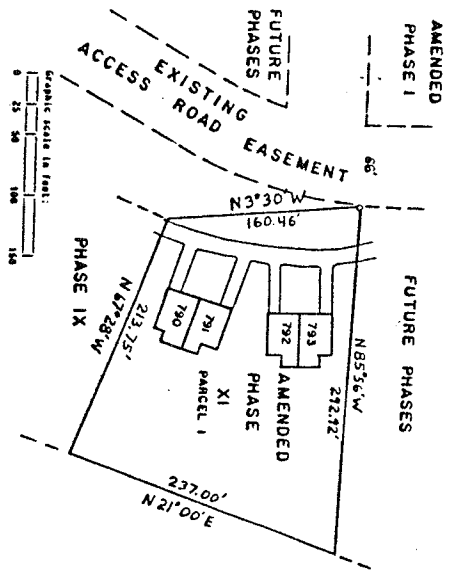 AMENDED
PHASE I
FUTURE
PHASES
EXISTING
ACCESS ROAD EASEMENT
66'
Graphic scale in feet:
0 25 50 100 150
N3°30'W
160.46'
FUTURE PHASES
N85°56'W
292.92'
793
792
791
790
AMENDED
PHASE
XI
PARCEL 1
PHASE IX
213.75'
N67°28'W
237.00'
N21°00'E